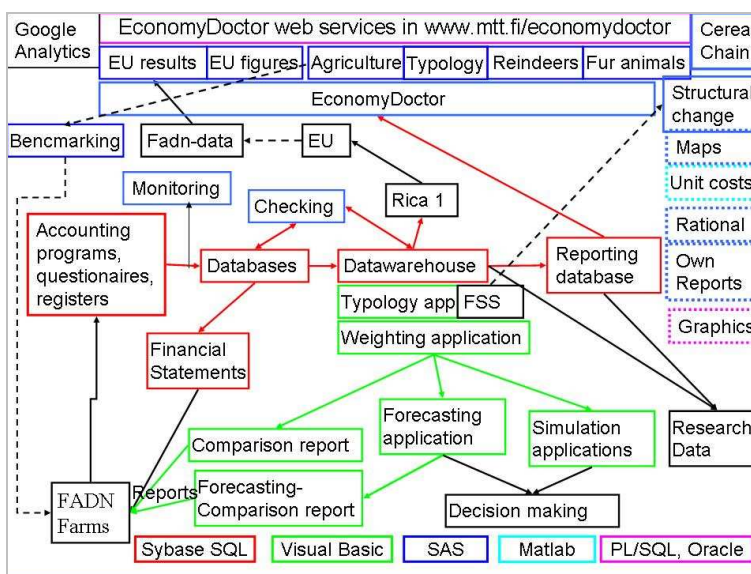 Google
Analytics
EconomyDoctor web services in www.mtt.fi/economydoctor
Cerea
Chain
EU results
EU figures
Agriculture
Typology
Reindeers
Fur animals
EconomyDoctor
Structural
change
Bencmarking
Fadn-data
EU
Maps
Monitoring
Checking
Rica 1
Unit costs
Accounting
programs,
questionaires,
registers
Databases
Datawarehouse
Reporting
database
Rational
Own
Reports
Typology app
FSS
Graphics
Financial
Statements
Weighting application
Comparison report
Forecasting
application
Simulation
applications
Research
Data
FADN
Farms
Reports
Forecasting-
Comparison report
Decision making
Sybase SQL
Visual Basic
SAS
Matlab
PL/SQL, Oracle